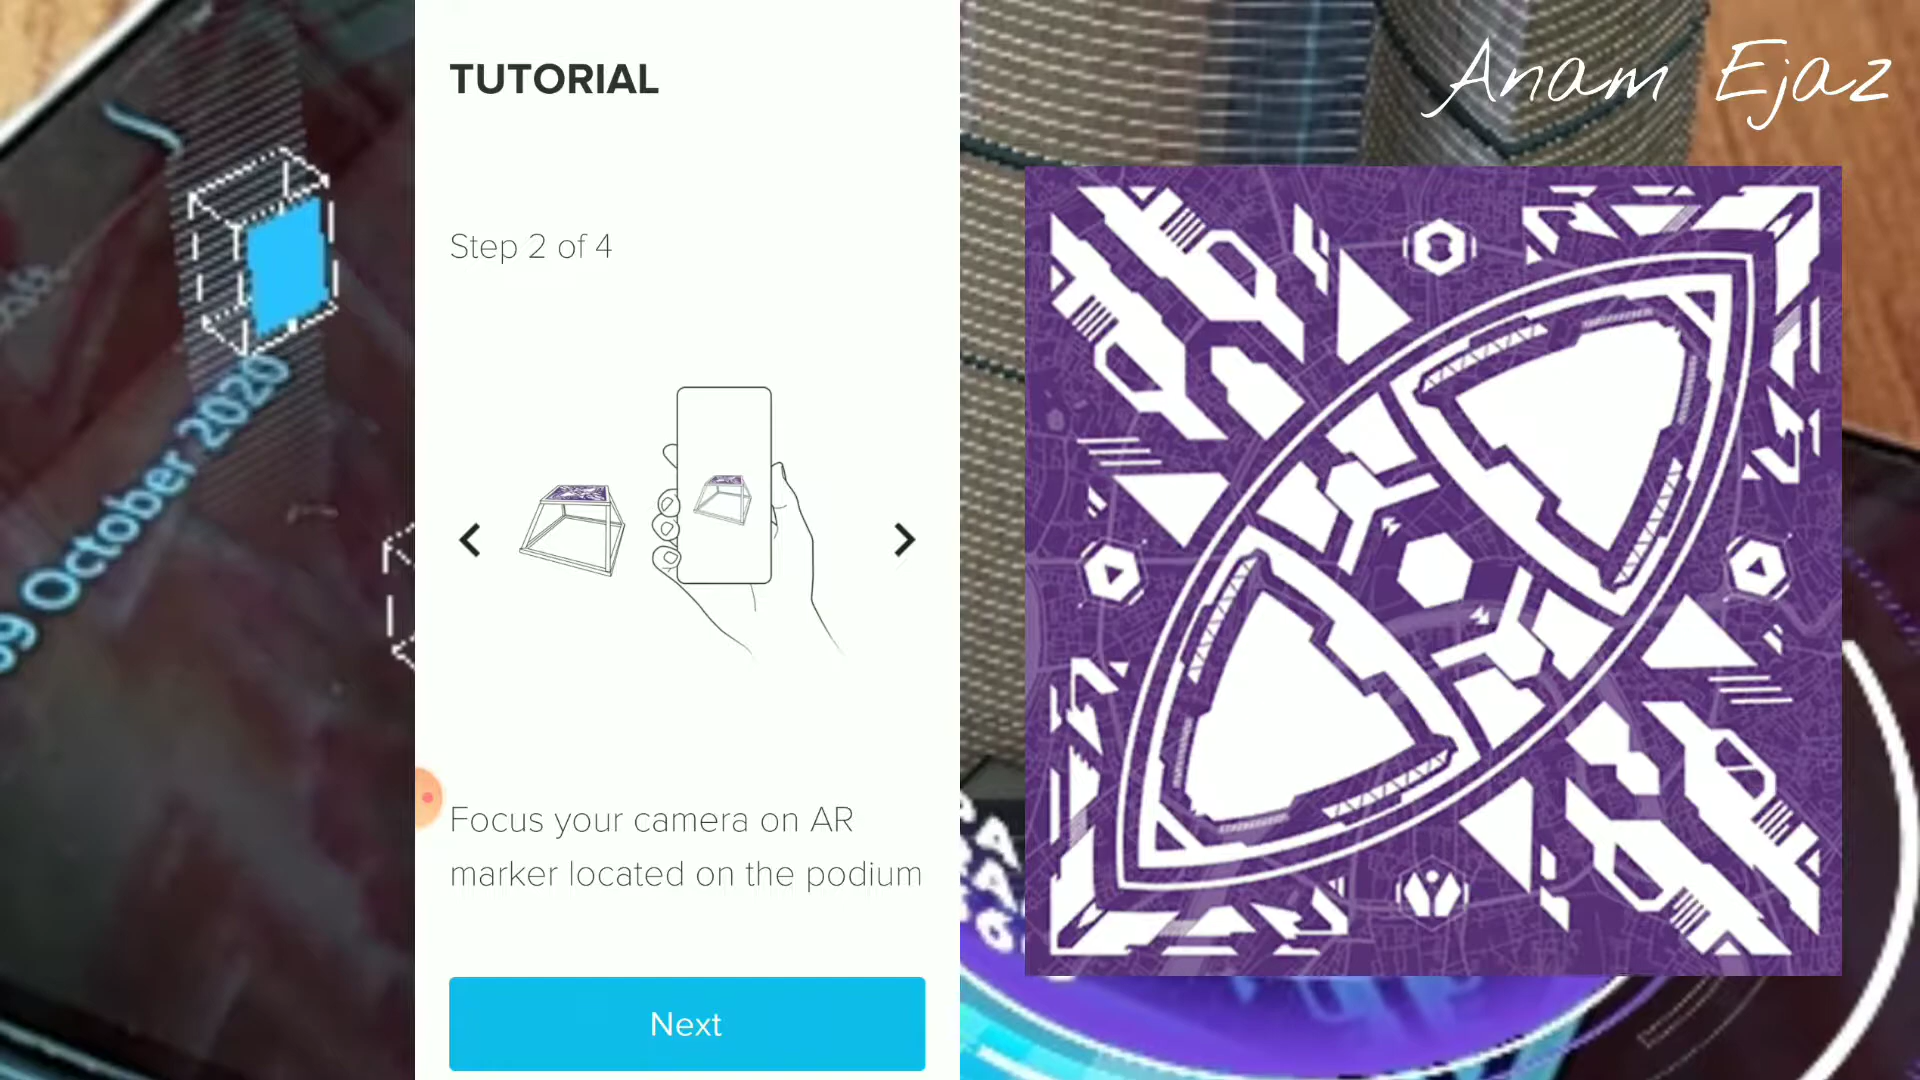 Anam Ejaz
TUTORIAL
Step 2 of 4
Focus your camera on AR
marker located on the podium
Next
09 October 2020